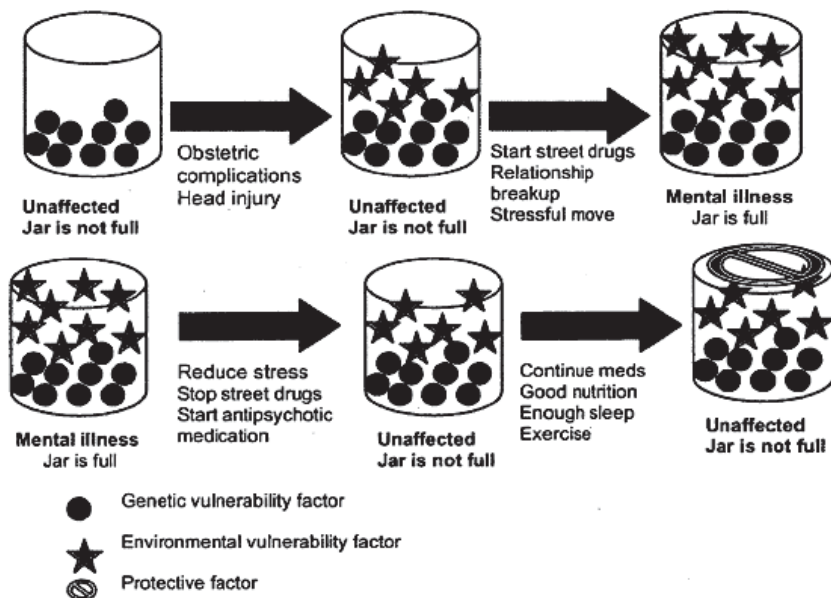 Unaffected
Jar is not full
Obstetric
complications
Head injury
Unaffected
Jar is not full
Start street drugs
Relationship
breakup
Stressful move
Mental illness
Jar is full
Mental illness
Jar is full
Reduce stress
Stop street drugs
Start antipsychotic
medication
Unaffected
Jar is not full
Continue meds
Good nutrition
Enough sleep
Exercise
Unaffected
Jar is not full
Genetic vulnerability factor
Environmental vulnerability factor
Protective factor